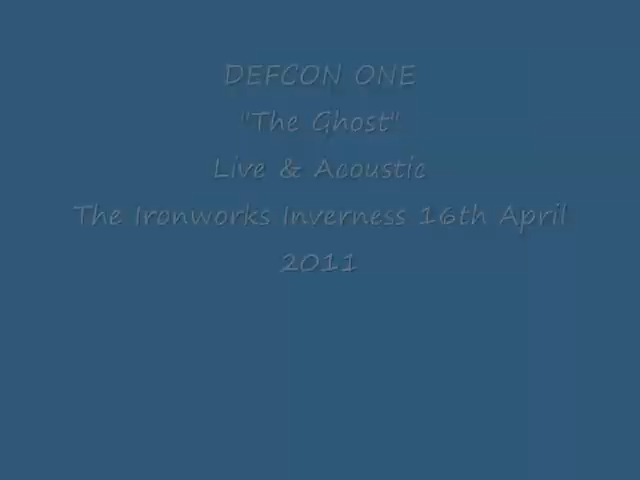 DEFCON ONE
"The Ghost"
Live & Acoustic
The Ironworks Inverness 16th April
2011